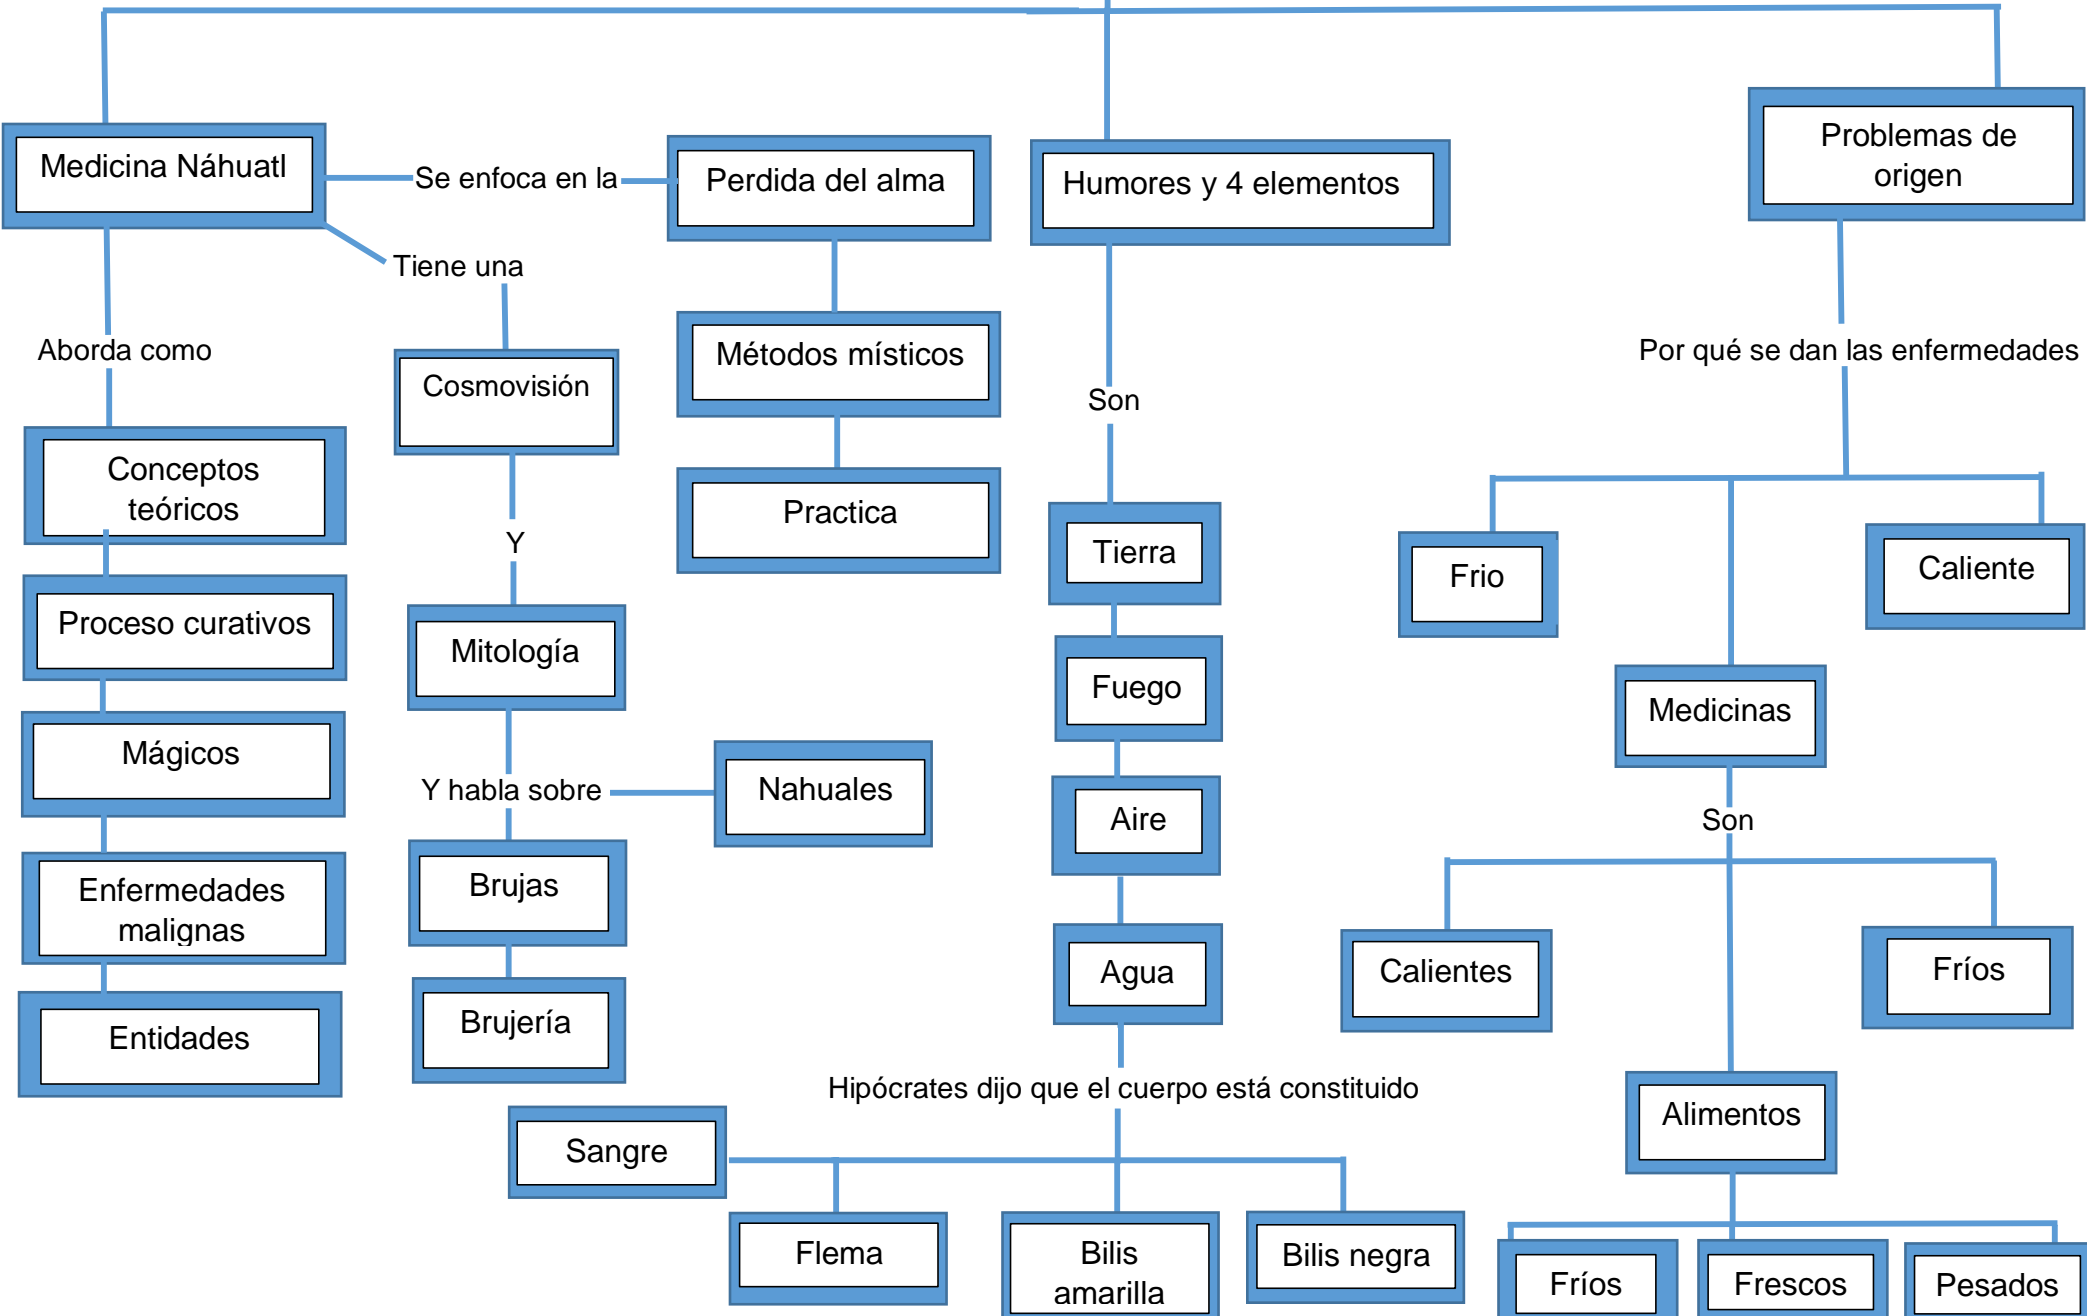 Medicina Náhuatl
Se enfoca en la
Perdida del alma
Humores y 4 elementos
Problemas de
origen
Tiene una
Aborda como
Cosmovisión
Métodos místicos
Son
Por qué se dan las enfermedades
Conceptos
teóricos
Practica
Y
Tierra
Frio
Caliente
Proceso curativos
Mitología
Fuego
Medicinas
Mágicos
Y habla sobre
Nahuales
Aire
Son
Enfermedades
malignas
Brujas
Agua
Calientes
Fríos
Entidades
Brujería
Hipócrates dijo que el cuerpo está constituido
Alimentos
Sangre
Flema
Bilis
amarilla
Bilis negra
Fríos
Frescos
Pesados